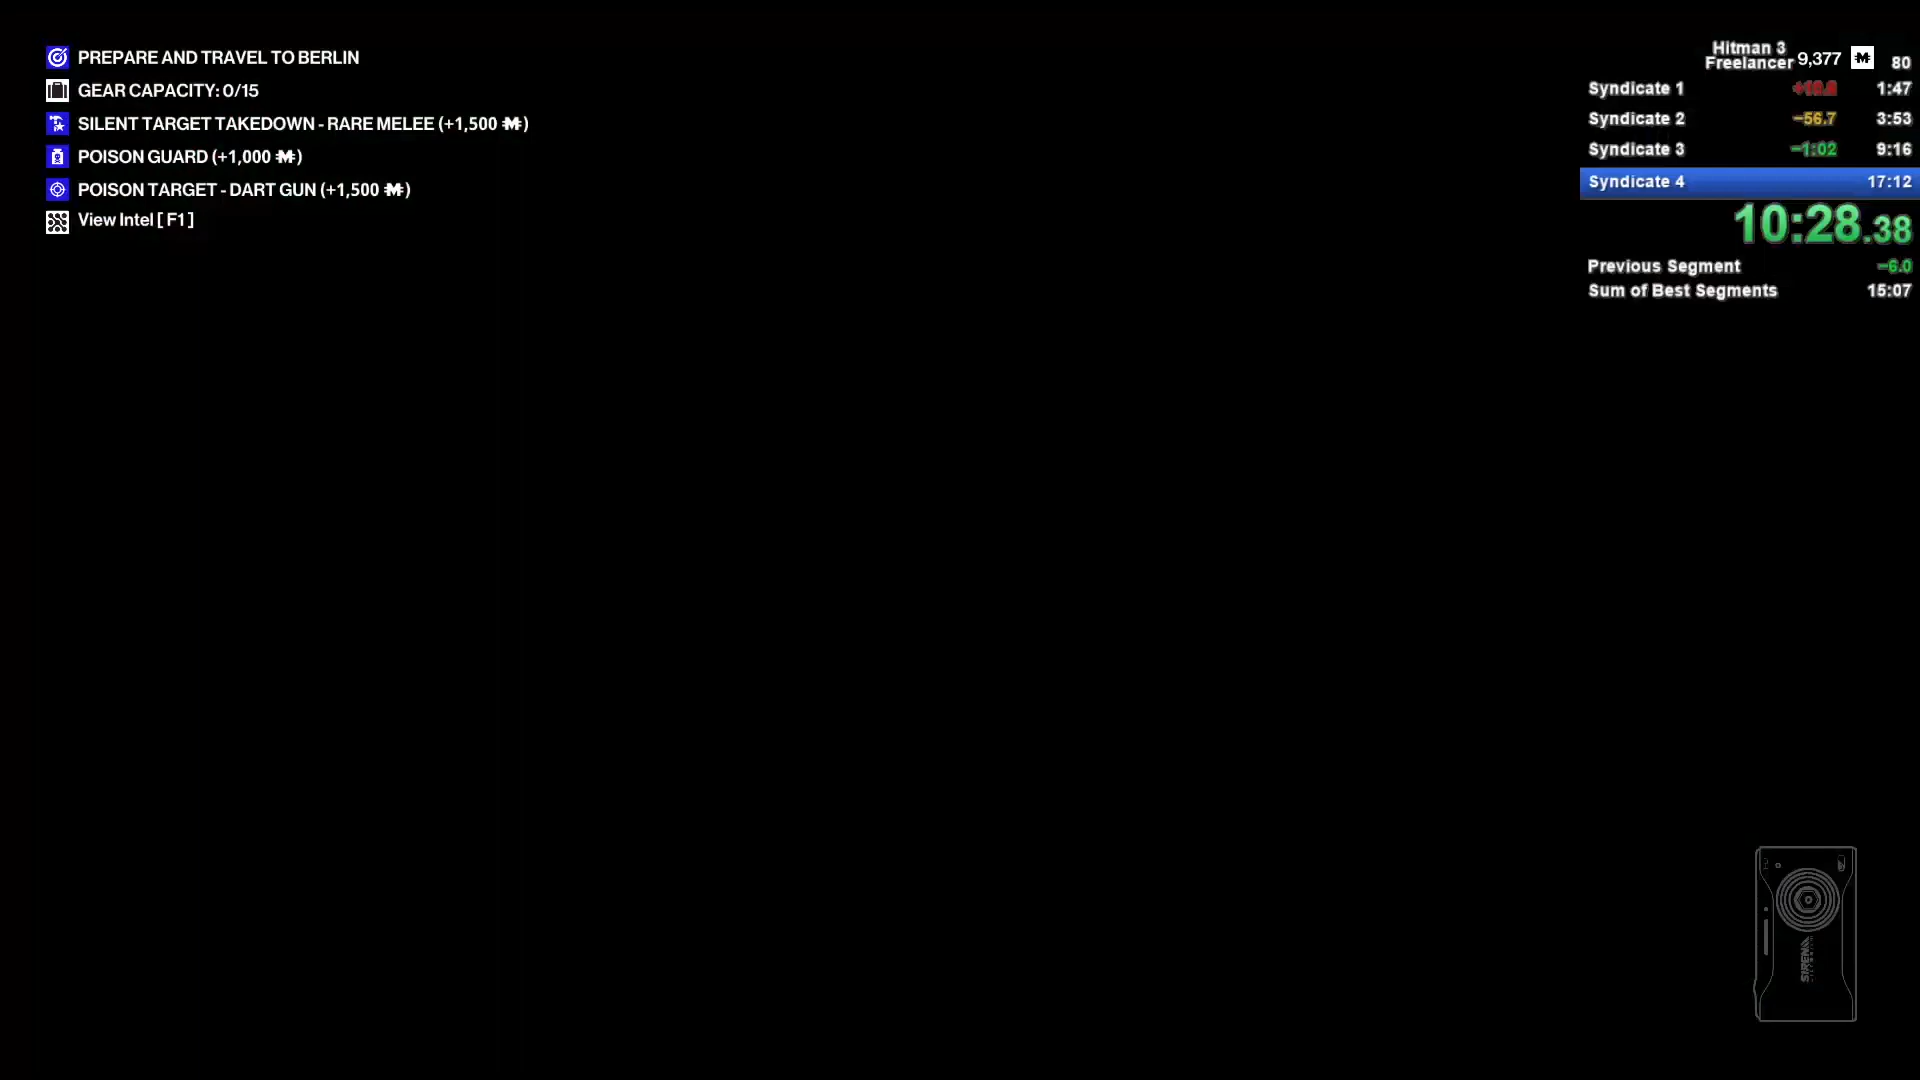 PREPARE AND TRAVEL TO BERLIN
GEAR CAPACITY: 0/15
SILENT TARGET TAKEDOWN - RARE MELEE (+1,500 )
POISON GUARD (+1,000 )
POISON TARGET - DART GUN (+1,500 )
View Intel [ F1 ]
Hitman 3
Freelancer 9,377 80
Syndicate 1 1:47
Syndicate 2 -56.7 3:53
Syndicate 3 -1:02 9:16
Syndicate 4 17:12
10:28.38
Previous Segment -6.0
Sum of Best Segments 15:07
SIREN